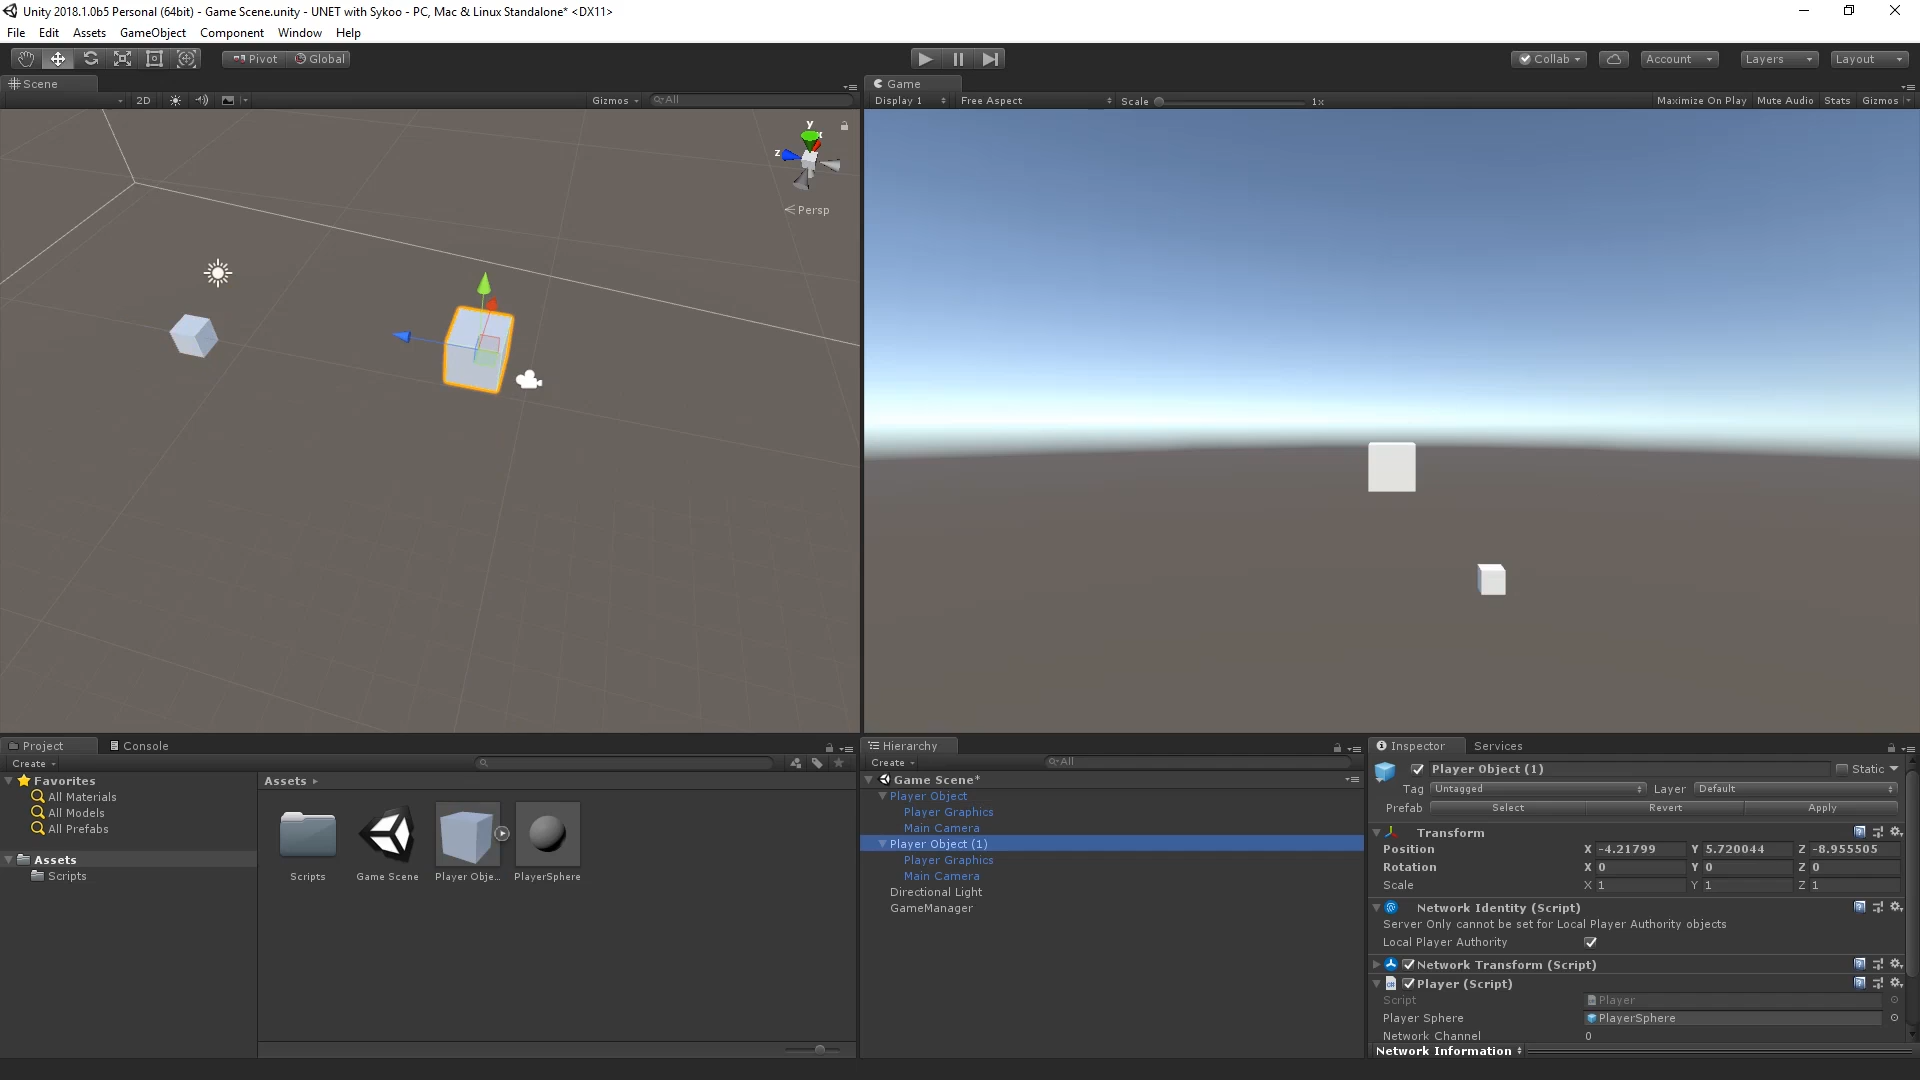 Unity 2018.1.0b5 Personal (64bit) - Game Scene.unity - UNET with Sykoo - PC, Mac & Linux Standalone* <DX11>
File Edit Assets GameObject Component Window Help
Pivot Global Collab Account Layers Layout
Scene
2D Gizmos All
y
x
z
Persp
Game
Display 1 Free Aspect Scale 1x Maximize On Play Mute Audio Stats Gizmos
Project Console
Create
Favorites
All Materials
All Models
All Prefabs
Assets
Scripts
Assets
Scripts Game Scene Player Obje... PlayerSphere
Hierarchy
Create All
Game Scene*
Player Object
Player Graphics
Main Camera
Player Object (1)
Player Graphics
Main Camera
Directional Light
GameManager
Inspector Services
Player Object (1) Static
Tag Untagged Layer Default
Prefab Select Revert Apply
Transform
Position X -4.21799 Y 5.720044 Z -8.955505
Rotation X 0 Y 0 Z 0
Scale X 1 Y 1 Z 1
Network Identity (Script)
Server Only cannot be set for Local Player Authority objects
Local Player Authority
Network Transform (Script)
Player (Script)
Script Player
Player Sphere PlayerSphere
Network Channel 0
Network Information